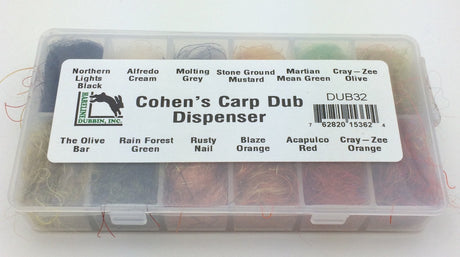 Northern Lights Black
Alfredo Cream
Molting Grey
Stone Ground Mustard
Martian Mean Green
Cray-Zee Olive
HARELINE DUBBIN, INC.
Cohen's Carp Dub
Dispenser
DUB32
7 62820 15362 4
The Olive Bar
Rain Forest Green
Rusty Nail
Blaze Orange
Acapulco Red
Cray-Zee Orange